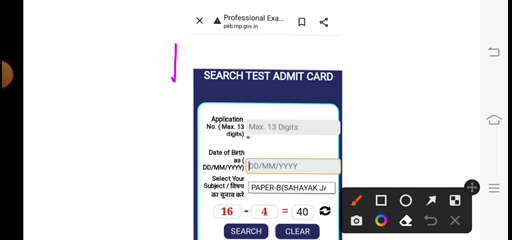 Professional Exa...
peb.mp.gov.in
SEARCH TEST ADMIT CARD
Application
No. ( Max. 13
digits)
Max. 13 Digits
Date of Birth
as (
DD/MM/YYYY)
DD/MM/YYYY
Select Your
Subject / विषय
का चुनाव करे
PAPER-B(SAHAYAK
16 - 4 = 40
SEARCH CLEAR